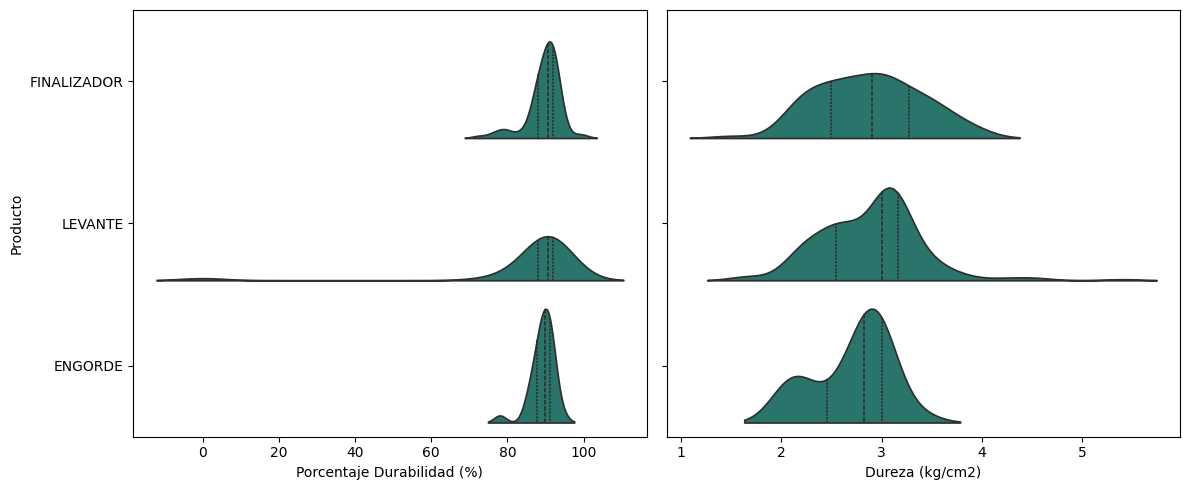 Producto
FINALIZADOR
LEVANTE
ENGORDE
0 20 40 60 80 100
Porcentaje Durabilidad (%)
1 2 3 4 5
Dureza (kg/cm2)